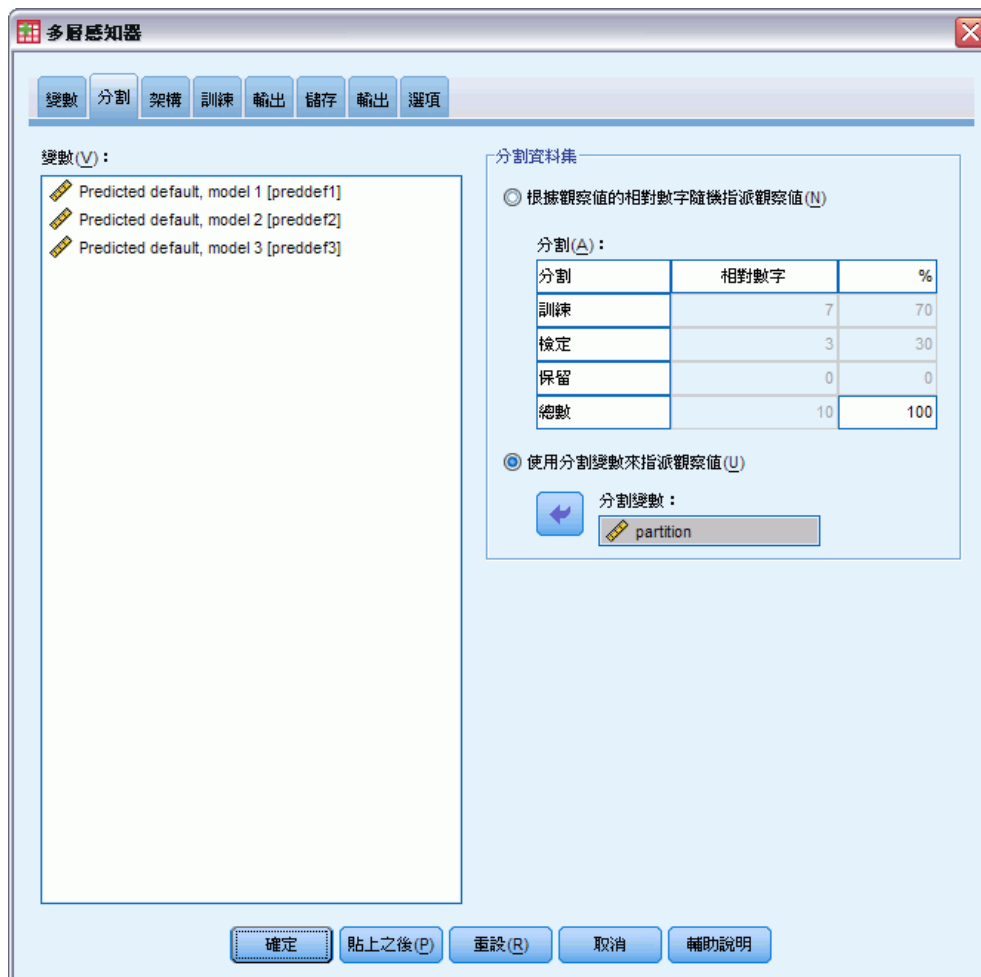 多層感知器
變數 分割 架構 訓練 輸出 儲存 輸出 選項
變數(V)：
Predicted default, model 1 [preddef1]
Predicted default, model 2 [preddef2]
Predicted default, model 3 [preddef3]
分割資料集
根據觀察值的相對數字隨機指派觀察值(N)
分割(A)：
分割 相對數字 %
訓練 7 70
檢定 3 30
保留 0 0
總數 10 100
使用分割變數來指派觀察值(U)
分割變數：
partition
確定 貼上之後(P) 重設(R) 取消 輔助說明